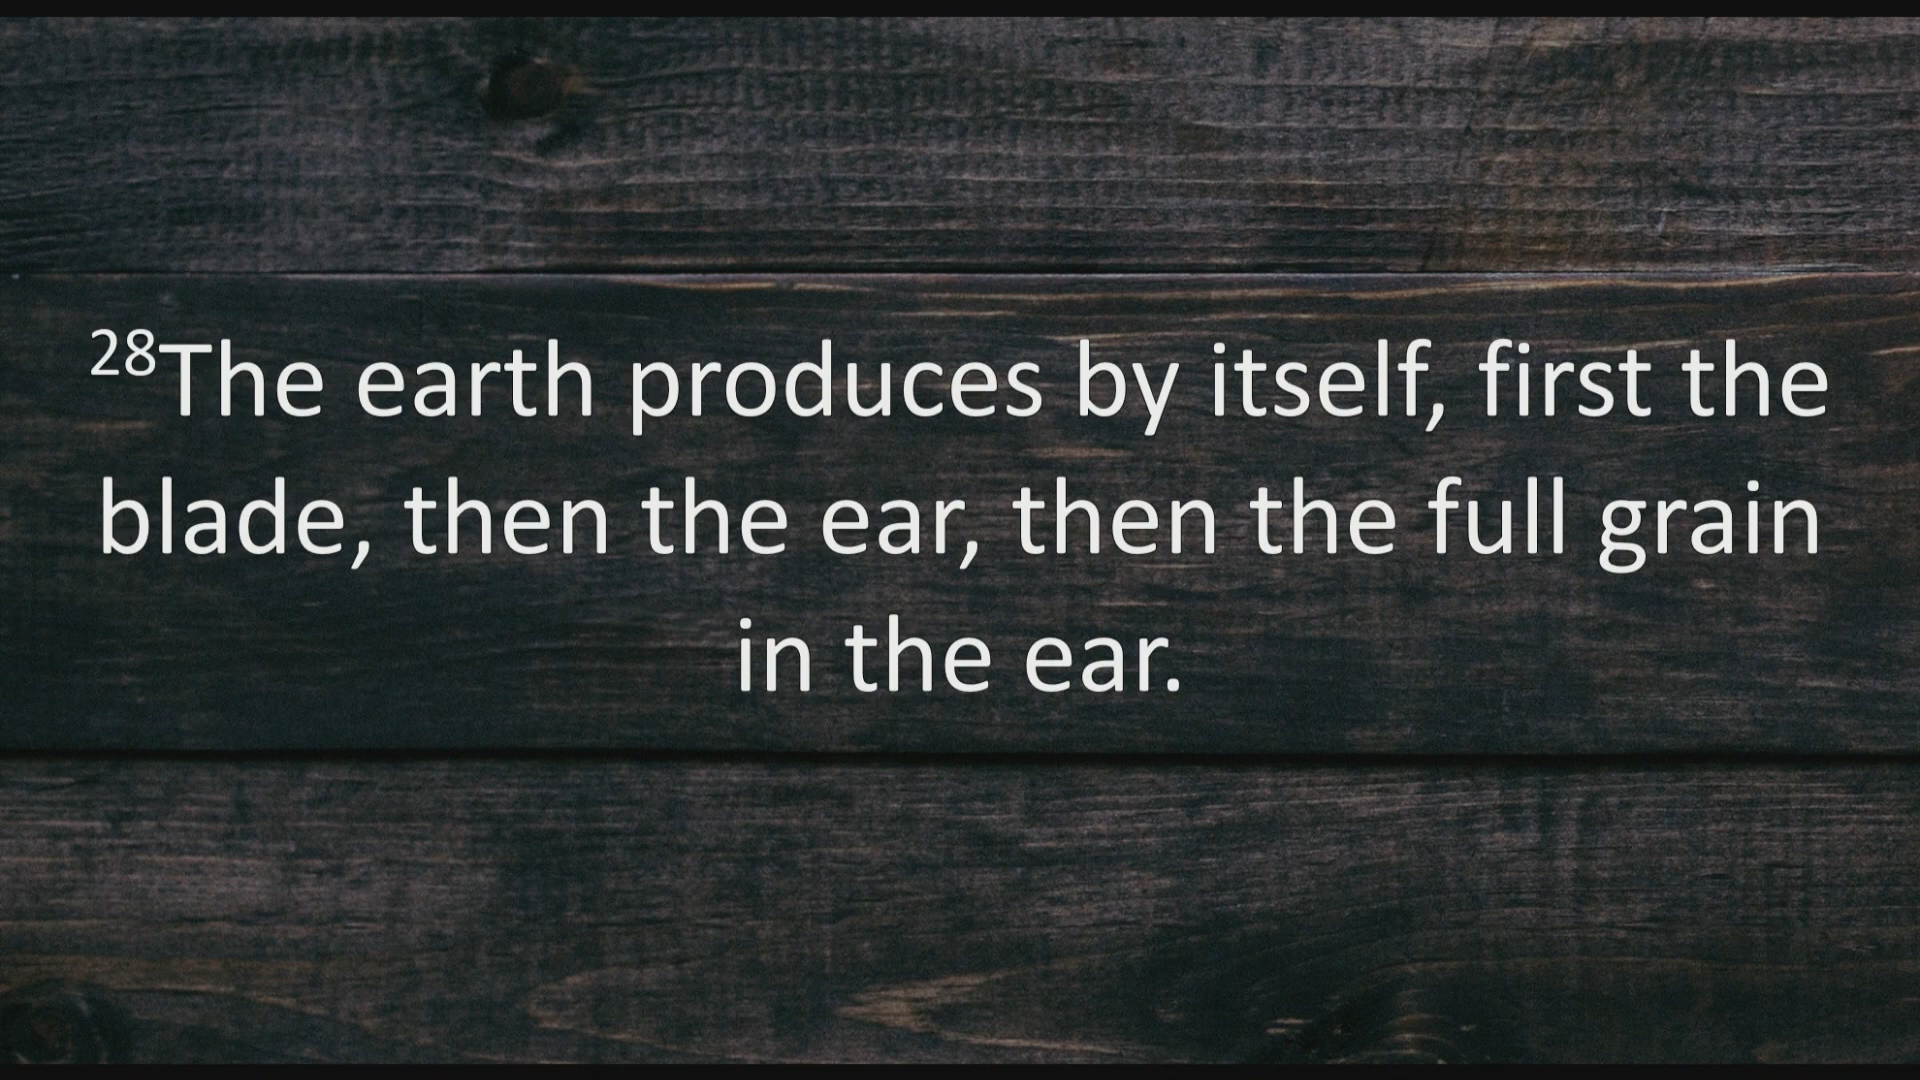 28The earth produces by itself, first the
blade, then the ear, then the full grain
in the ear.